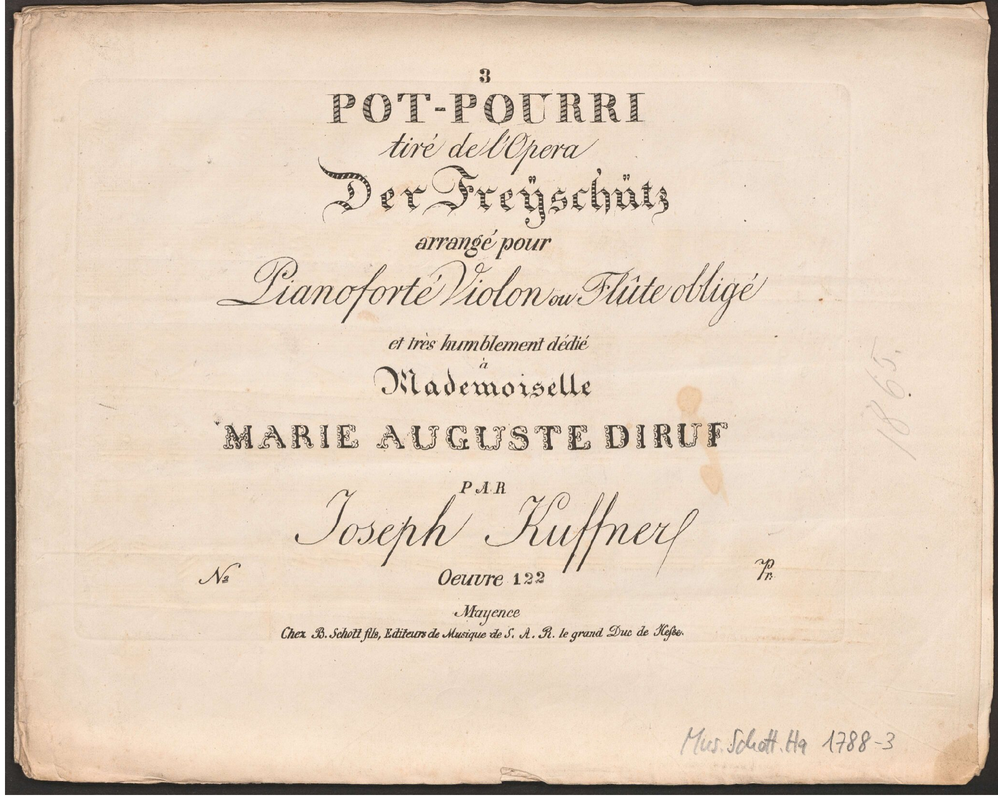 3
POT-POURRI
tiré de l'Opera
Der Freÿschütz
arrangé pour
Pianoforté Violon ou Flûte obligé
et très humblement dédié
à
Mademoiselle
MARIE AUGUSTE DIRUF
PAR
Joseph Kuffner
No Oeuvre 122 Pr.
Mayence
Chez B. Schott fils, Editeurs de Musique de S. A. R. le grand Duc de Hesse.
1865.
Mus. Schott. Ha 1788-3